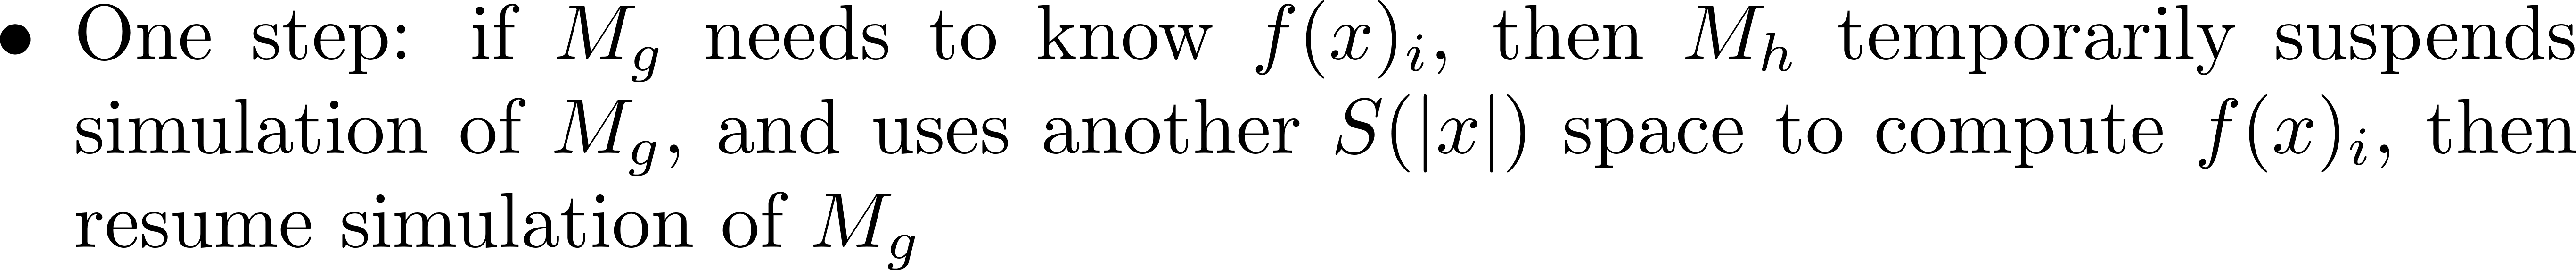 • One step: if $M_g$ needs to know $f(x)_i$, then $M_h$ temporarily suspends
simulation of $M_g$, and uses another $S(|x|)$ space to compute $f(x)_i$, then
resume simulation of $M_g$